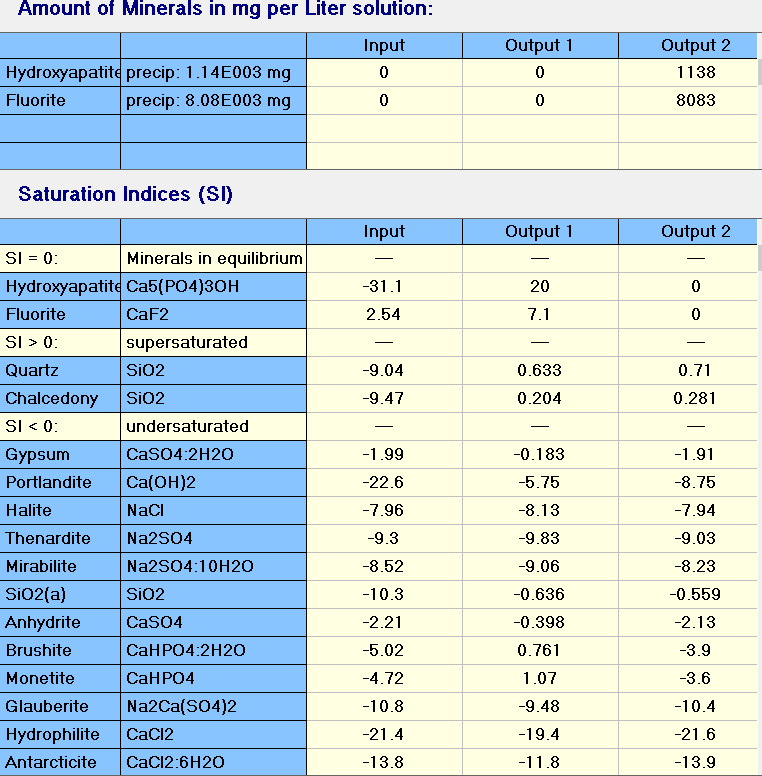 Amount of Minerals in mg per Liter solution:
Input Output 1 Output 2
Hydroxyapatite precip: 1.14E003 mg 0 0 1138
Fluorite precip: 8.08E003 mg 0 0 8083
Saturation Indices (SI)
Input Output 1 Output 2
SI = 0: Minerals in equilibrium — — —
Hydroxyapatite Ca5(PO4)3OH -31.1 20 0
Fluorite CaF2 2.54 7.1 0
SI > 0: supersaturated — — —
Quartz SiO2 -9.04 0.633 0.71
Chalcedony SiO2 -9.47 0.204 0.281
SI < 0: undersaturated — — —
Gypsum CaSO4:2H2O -1.99 -0.183 -1.91
Portlandite Ca(OH)2 -22.6 -5.75 -8.75
Halite NaCl -7.96 -8.13 -7.94
Thenardite Na2SO4 -9.3 -9.83 -9.03
Mirabilite Na2SO4:10H2O -8.52 -9.06 -8.23
SiO2(a) SiO2 -10.3 -0.636 -0.559
Anhydrite CaSO4 -2.21 -0.398 -2.13
Brushite CaHPO4:2H2O -5.02 0.761 -3.9
Monetite CaHPO4 -4.72 1.07 -3.6
Glauberite Na2Ca(SO4)2 -10.8 -9.48 -10.4
Hydrophilite CaCl2 -21.4 -19.4 -21.6
Antarcticite CaCl2:6H2O -13.8 -11.8 -13.9